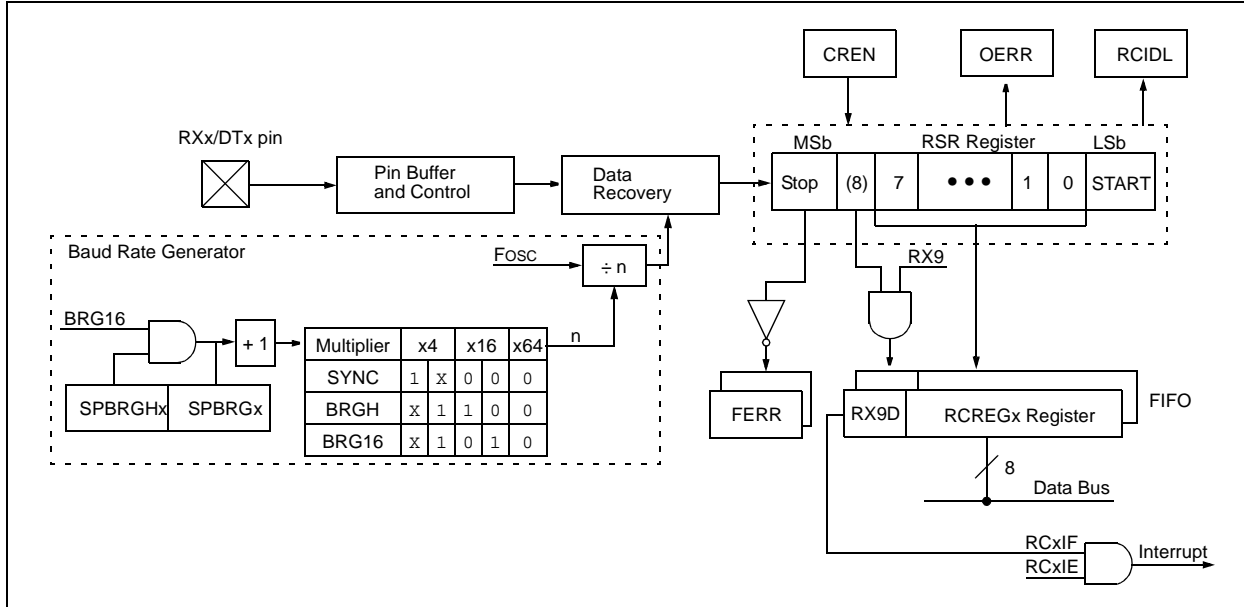 CREN OERR RCIDL
RXx/DTx pin
MSb RSR Register LSb
Pin Buffer
and Control
Data
Recovery
Stop (8) 7 ••• 1 0 START
Baud Rate Generator
FOSC
÷ n
RX9
BRG16
+ 1
n
Multiplier x4 x16 x64
SYNC 1 X 0 0 0
BRGH X 1 1 0 0
BRG16 X 1 0 1 0
SPBRGHx SPBRGx
FERR
RX9D RCREGx Register
FIFO
8
Data Bus
RCxIF
RCxIE
Interrupt